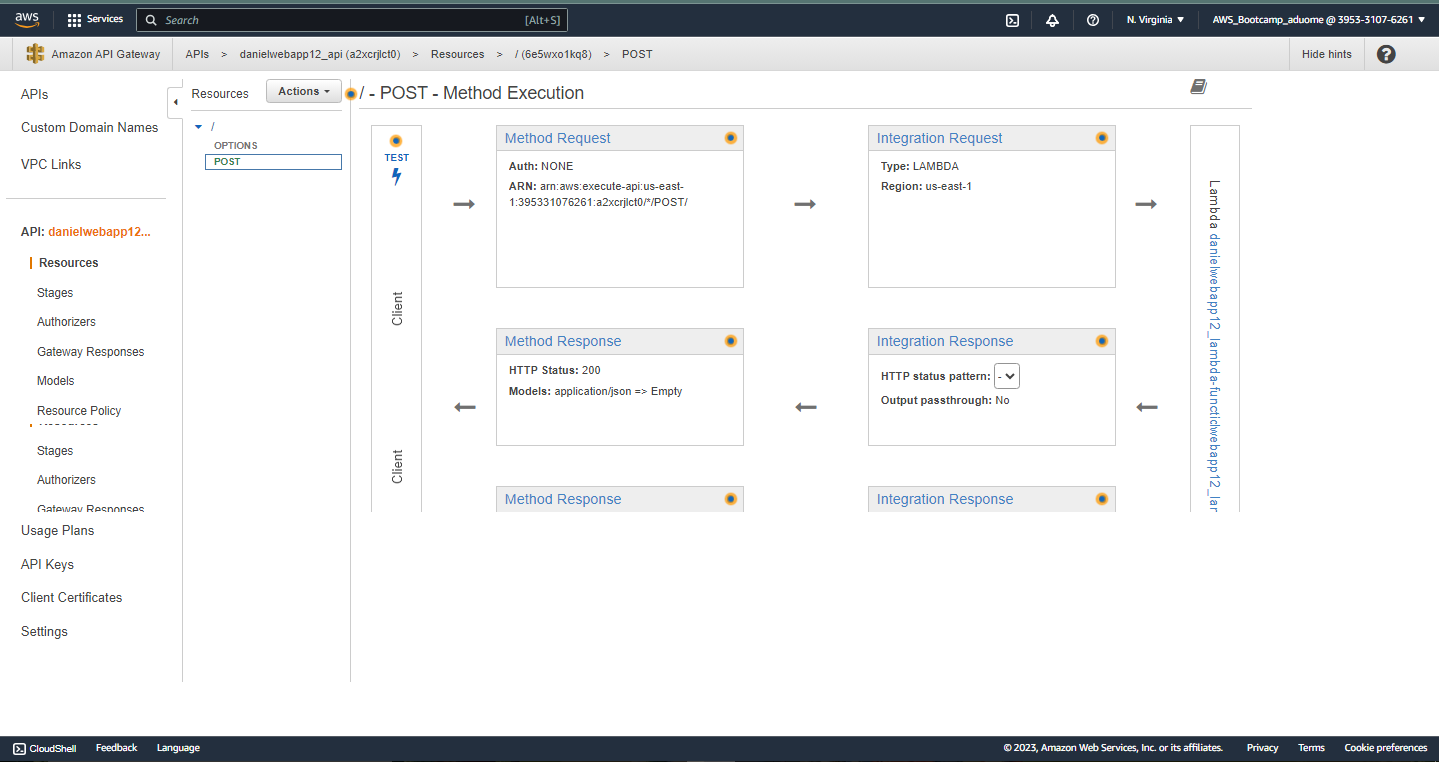 aws
Services
Search
[Alt+S]
N. Virginia
AWS_Bootcamp_aduome @ 3953-3107-6261
Amazon API Gateway
APIs > danielwebapp12_api (a2xcrjlct0) > Resources > / (6e5wxo1kq8) > POST
Hide hints
?
APIs
Custom Domain Names
VPC Links
API: danielwebapp12...
Resources
Stages
Authorizers
Gateway Responses
Models
Resource Policy
Resources
Stages
Authorizers
Gateway Responses
Usage Plans
API Keys
Client Certificates
Settings
Resources
Actions
/
OPTIONS
POST
/ - POST - Method Execution
TEST
Client
Client
Method Request
Auth: NONE
ARN: arn:aws:execute-api:us-east-
1:395331076261:a2xcrjlct0/*/POST/
Integration Request
Type: LAMBDA
Region: us-east-1
Method Response
HTTP Status: 200
Models: application/json => Empty
Integration Response
HTTP status pattern: -
Output passthrough: No
Method Response
Integration Response
Lambda danielwebapp12_lambda-functi
CloudShell
Feedback
Language
© 2023, Amazon Web Services, Inc. or its affiliates.
Privacy
Terms
Cookie preferences